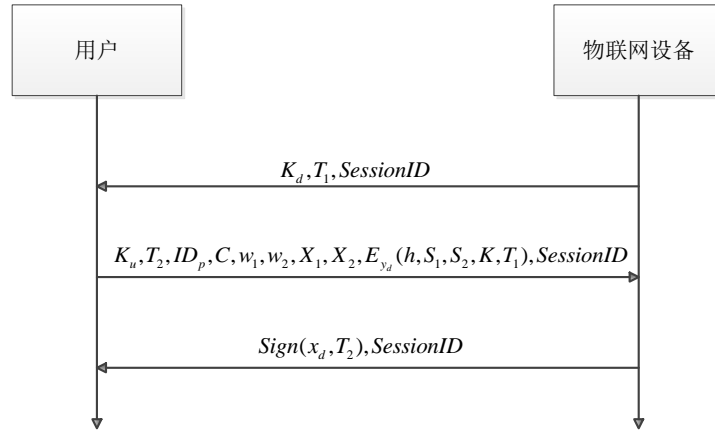 用户
物联网设备
K_d,T_1,SessionID
K_u,T_2,ID_p,C,w_1,w_2,X_1,X_2,E_{y_d}(h,S_1,S_2,K,T_1),SessionID
Sign(x_d,T_2),SessionID